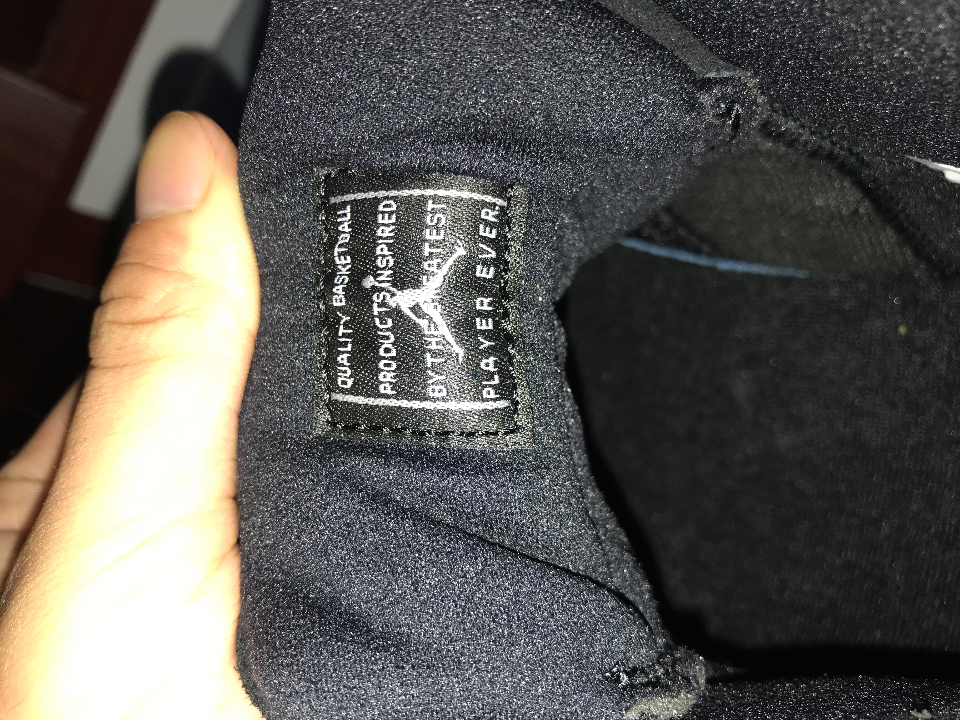 QUALITY BASKETBALL
PRODUCTS INSPIRED
BY THE GREATEST
PLAYER EVER.